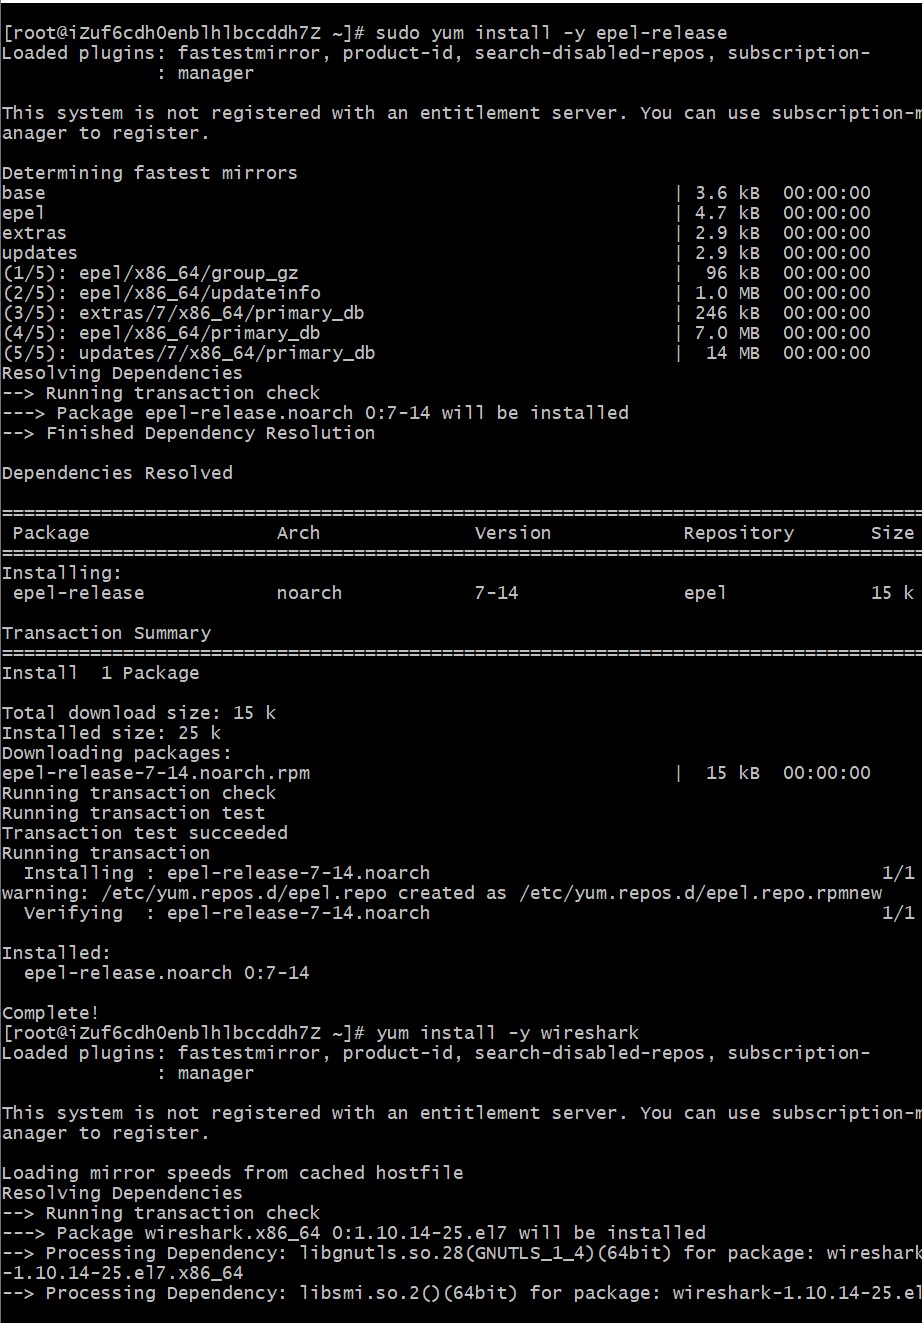 [root@iZuf6cdh0enblhlbccddh7Z ~]# sudo yum install -y epel-release
Loaded plugins: fastestmirror, product-id, search-disabled-repos, subscription-
              : manager
This system is not registered with an entitlement server. You can use subscription-m
anager to register.
Determining fastest mirrors
base | 3.6 kB 00:00:00
epel | 4.7 kB 00:00:00
extras | 2.9 kB 00:00:00
updates | 2.9 kB 00:00:00
(1/5): epel/x86_64/group_gz | 96 kB 00:00:00
(2/5): epel/x86_64/updateinfo | 1.0 MB 00:00:00
(3/5): extras/7/x86_64/primary_db | 246 kB 00:00:00
(4/5): epel/x86_64/primary_db | 7.0 MB 00:00:00
(5/5): updates/7/x86_64/primary_db | 14 MB 00:00:00
Resolving Dependencies
--> Running transaction check
---> Package epel-release.noarch 0:7-14 will be installed
--> Finished Dependency Resolution
Dependencies Resolved
====================================================================================
Package Arch Version Repository Size
====================================================================================
Installing:
epel-release noarch 7-14 epel 15 k
Transaction Summary
====================================================================================
Install 1 Package
Total download size: 15 k
Installed size: 25 k
Downloading packages:
epel-release-7-14.noarch.rpm | 15 kB 00:00:00
Running transaction check
Running transaction test
Transaction test succeeded
Running transaction
  Installing : epel-release-7-14.noarch 1/1
warning: /etc/yum.repos.d/epel.repo created as /etc/yum.repos.d/epel.repo.rpmnew
  Verifying  : epel-release-7-14.noarch 1/1
Installed:
  epel-release.noarch 0:7-14
Complete!
[root@iZuf6cdh0enblhlbccddh7Z ~]# yum install -y wireshark
Loaded plugins: fastestmirror, product-id, search-disabled-repos, subscription-
              : manager
This system is not registered with an entitlement server. You can use subscription-m
anager to register.
Loading mirror speeds from cached hostfile
Resolving Dependencies
--> Running transaction check
---> Package wireshark.x86_64 0:1.10.14-25.el7 will be installed
--> Processing Dependency: libgnutls.so.28(GNUTLS_1_4)(64bit) for package: wireshark
-1.10.14-25.el7.x86_64
--> Processing Dependency: libsmi.so.2()(64bit) for package: wireshark-1.10.14-25.el